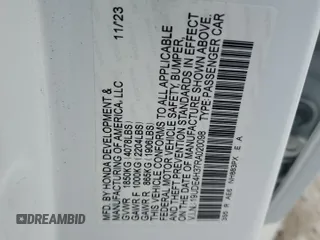 MFD. BY HONDA DEVELOPMENT &
MANUFACTURING OF AMERICA, LLC 11/23
GVWR 1850KG (4078LBS)
GAWR F 1000KG (2204LBS)
GAWR R 865KG (1906LBS)
THIS VEHICLE CONFORMS TO ALL APPLICABLE
FEDERAL MOTOR VEHICLE SAFETY, BUMPER,
AND THEFT PREVENTION STANDARDS IN EFFECT
ON THE DATE OF MANUFACTURE SHOWN ABOVE.
V.I.N. TYPE:PASSENGER CAR
E A